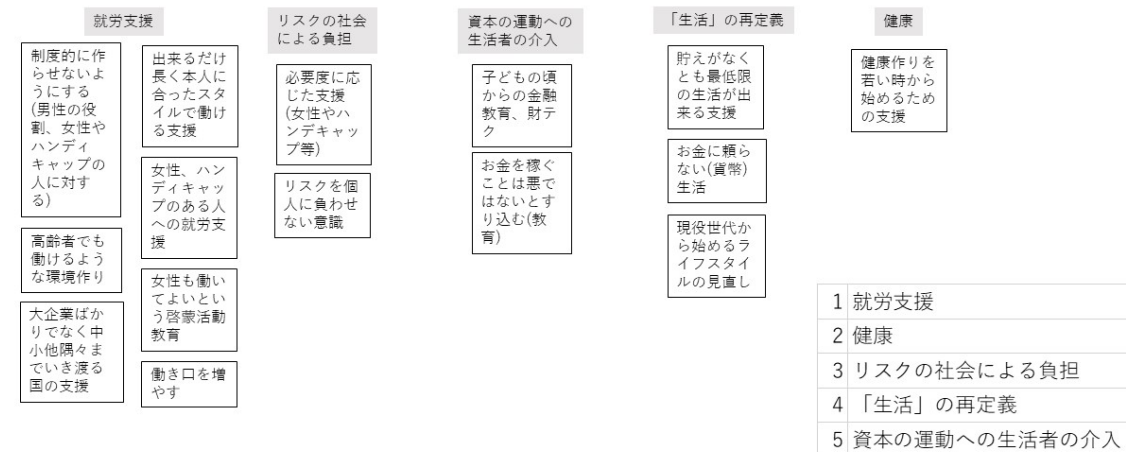 就労支援
制度的に作
らせないよ
うにする
(男性の役
割、女性や
ハンディ
キャップの
人に対す
る)
高齢者でも
働けるよう
な環境作り
大企業ばか
りでなく中
小他隅々ま
でいき渡る
国の支援
出来るだけ
長く本人に
合ったスタ
イルで働け
る支援
女性、ハン
ディキャッ
プのある人
への就労支
援
女性も働い
てよいとい
う啓蒙活動
教育
働き口を増
やす
リスクの社会
による負担
必要度に応
じた支援
(女性やハ
ンデキャッ
プ等)
リスクを個
人に負わせ
ない意識
資本の運動への
生活者の介入
子どもの頃
からの金融
教育、財テ
ク
お金を稼ぐ
ことは悪で
はないとす
り込む(教
育)
「生活」の再定義
貯えがなく
とも最低限
の生活が出
来る支援
お金に頼ら
ない(貨幣)
生活
現役世代か
ら始めるラ
イフスタイ
ルの見直し
健康
健康作りを
若い時から
始めるため
の支援
1 就労支援
2 健康
3 リスクの社会による負担
4 「生活」の再定義
5 資本の運動への生活者の介入